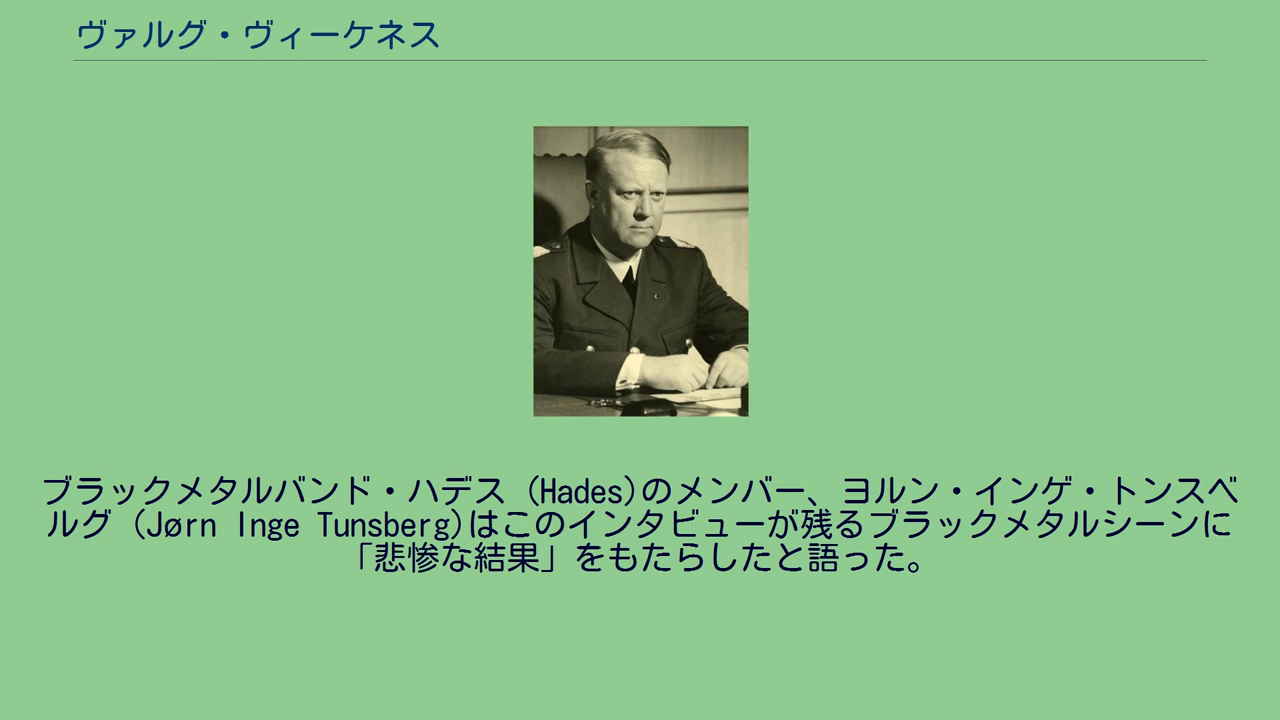 ヴァルグ・ヴィーケネス
ブラックメタルバンド・ハデス (Hades)のメンバー、ヨルン・インゲ・トンスベ
ルグ (Jørn Inge Tunsberg)はこのインタビューが残るブラックメタルシーンに
「悲惨な結果」をもたらしたと語った。